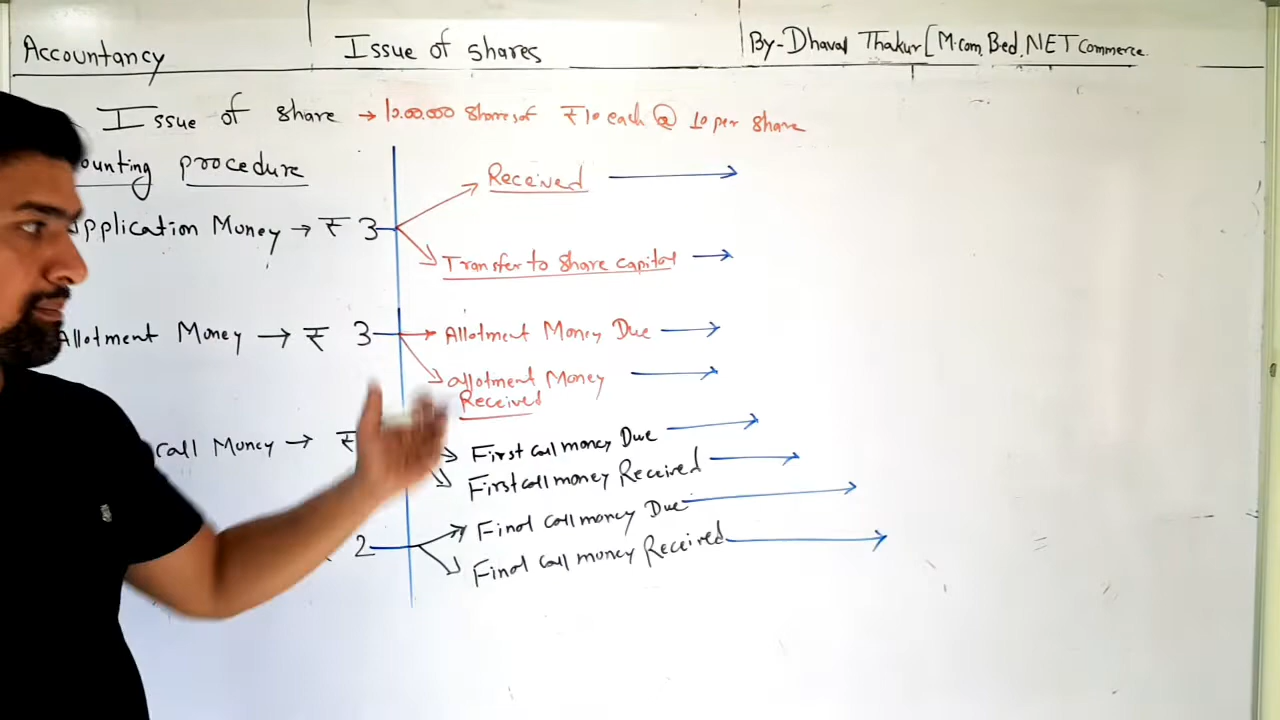 Accountancy
Issue of shares
By-Dhaval Thakur [M.com, Bed, NET Commerce.
Issue of share → 10,00,000 Shares of ₹10 each @ 10 per share
ounting procedure
Application Money → ₹ 3
Received →
Transfer to share capital →
Allotment Money → ₹ 3
Allotment Money Due →
allotment Money →
Received
call Money → ₹
First call money Due →
First call money Received →
2
Final call money Due →
Final call money Received →